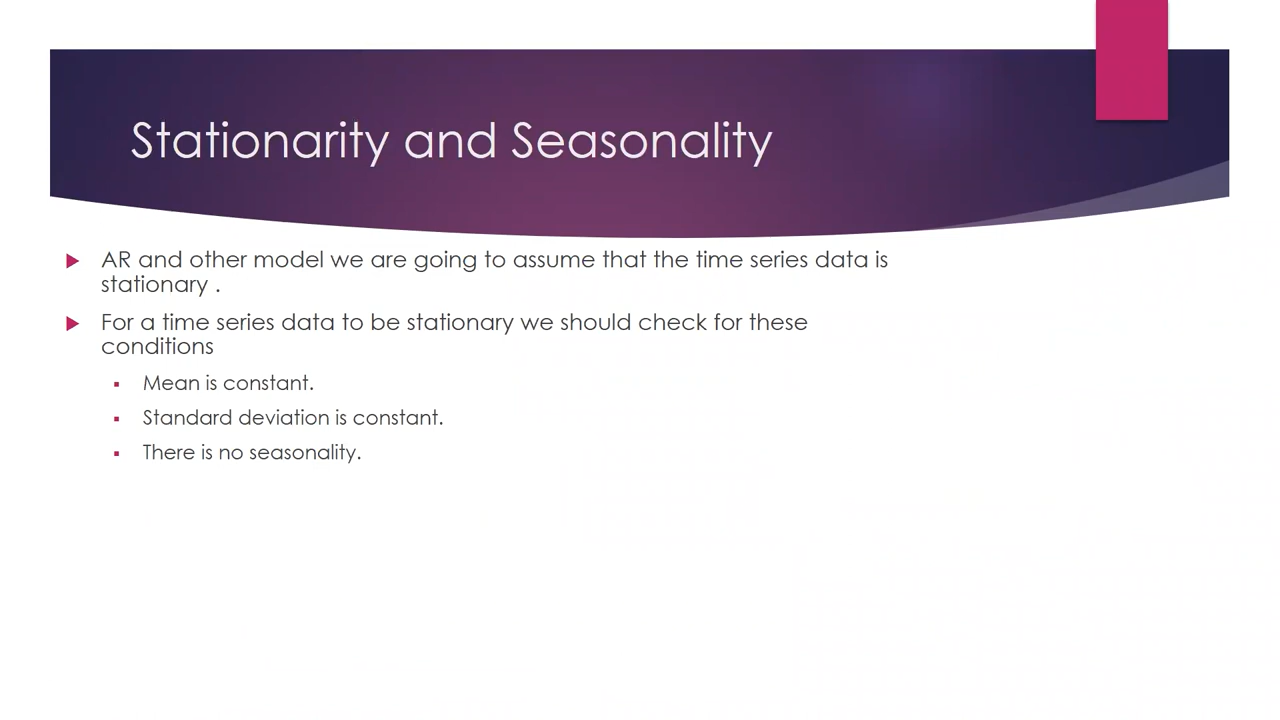 Stationarity and Seasonality
AR and other model we are going to assume that the time series data is
stationary .
For a time series data to be stationary we should check for these
conditions
Mean is constant.
Standard deviation is constant.
There is no seasonality.